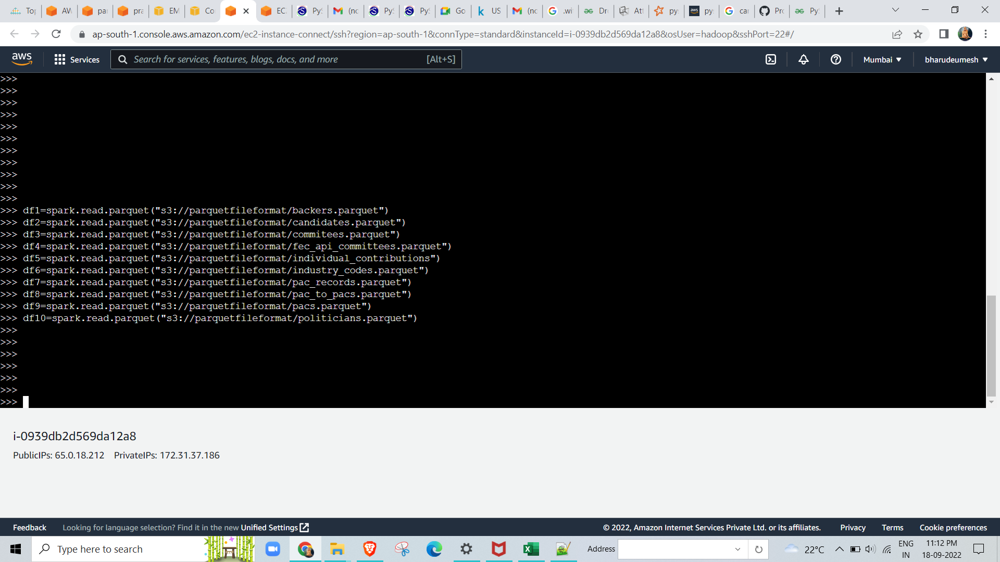 Top
AW
pa
pra
EM
Co
EC
PyS
(no
PyS
PyS
Go
US
(no
.wi
Dr
Att
py
py
ca
Pro
Py
ap-south-1.console.aws.amazon.com/ec2-instance-connect/ssh?region=ap-south-1&connType=standard&instanceId=i-0939db2d569da12a8&osUser=hadoop&sshPort=22#/
aws Services Search for services, features, blogs, docs, and more [Alt+S] Mumbai ▼ bharudeumesh ▼
>>>
>>>
>>>
>>>
>>>
>>>
>>>
>>>
>>>
>>>
>>>
>>> df1=spark.read.parquet("s3://parquetfileformat/backers.parquet")
>>> df2=spark.read.parquet("s3://parquetfileformat/candidates.parquet")
>>> df3=spark.read.parquet("s3://parquetfileformat/commitees.parquet")
>>> df4=spark.read.parquet("s3://parquetfileformat/fec_api_committees.parquet")
>>> df5=spark.read.parquet("s3://parquetfileformat/individual_contributions")
>>> df6=spark.read.parquet("s3://parquetfileformat/industry_codes.parquet")
>>> df7=spark.read.parquet("s3://parquetfileformat/pac_records.parquet")
>>> df8=spark.read.parquet("s3://parquetfileformat/pac_to_pacs.parquet")
>>> df9=spark.read.parquet("s3://parquetfileformat/pacs.parquet")
>>> df10=spark.read.parquet("s3://parquetfileformat/politicians.parquet")
>>>
>>>
>>>
>>>
>>>
>>>
>>>
i-0939db2d569da12a8
PublicIPs: 65.0.18.212 PrivateIPs: 172.31.37.186
Feedback Looking for language selection? Find it in the new Unified Settings © 2022, Amazon Internet Services Private Ltd. or its affiliates. Privacy Terms Cookie preferences
Type here to search Address 22°C ENG IN 11:12 PM 18-09-2022